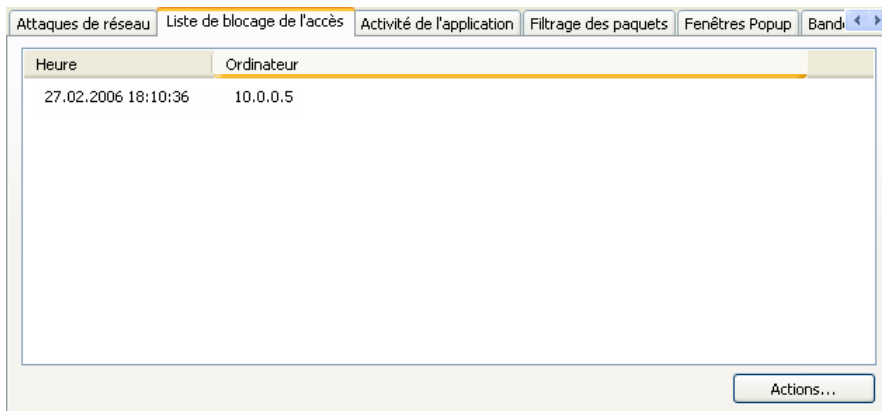 Attaques de réseau Liste de blocage de l'accès Activité de l'application Filtrage des paquets Fenêtres Popup
Heure Ordinateur
27.02.2006 18:10:36 10.0.0.5
Actions...